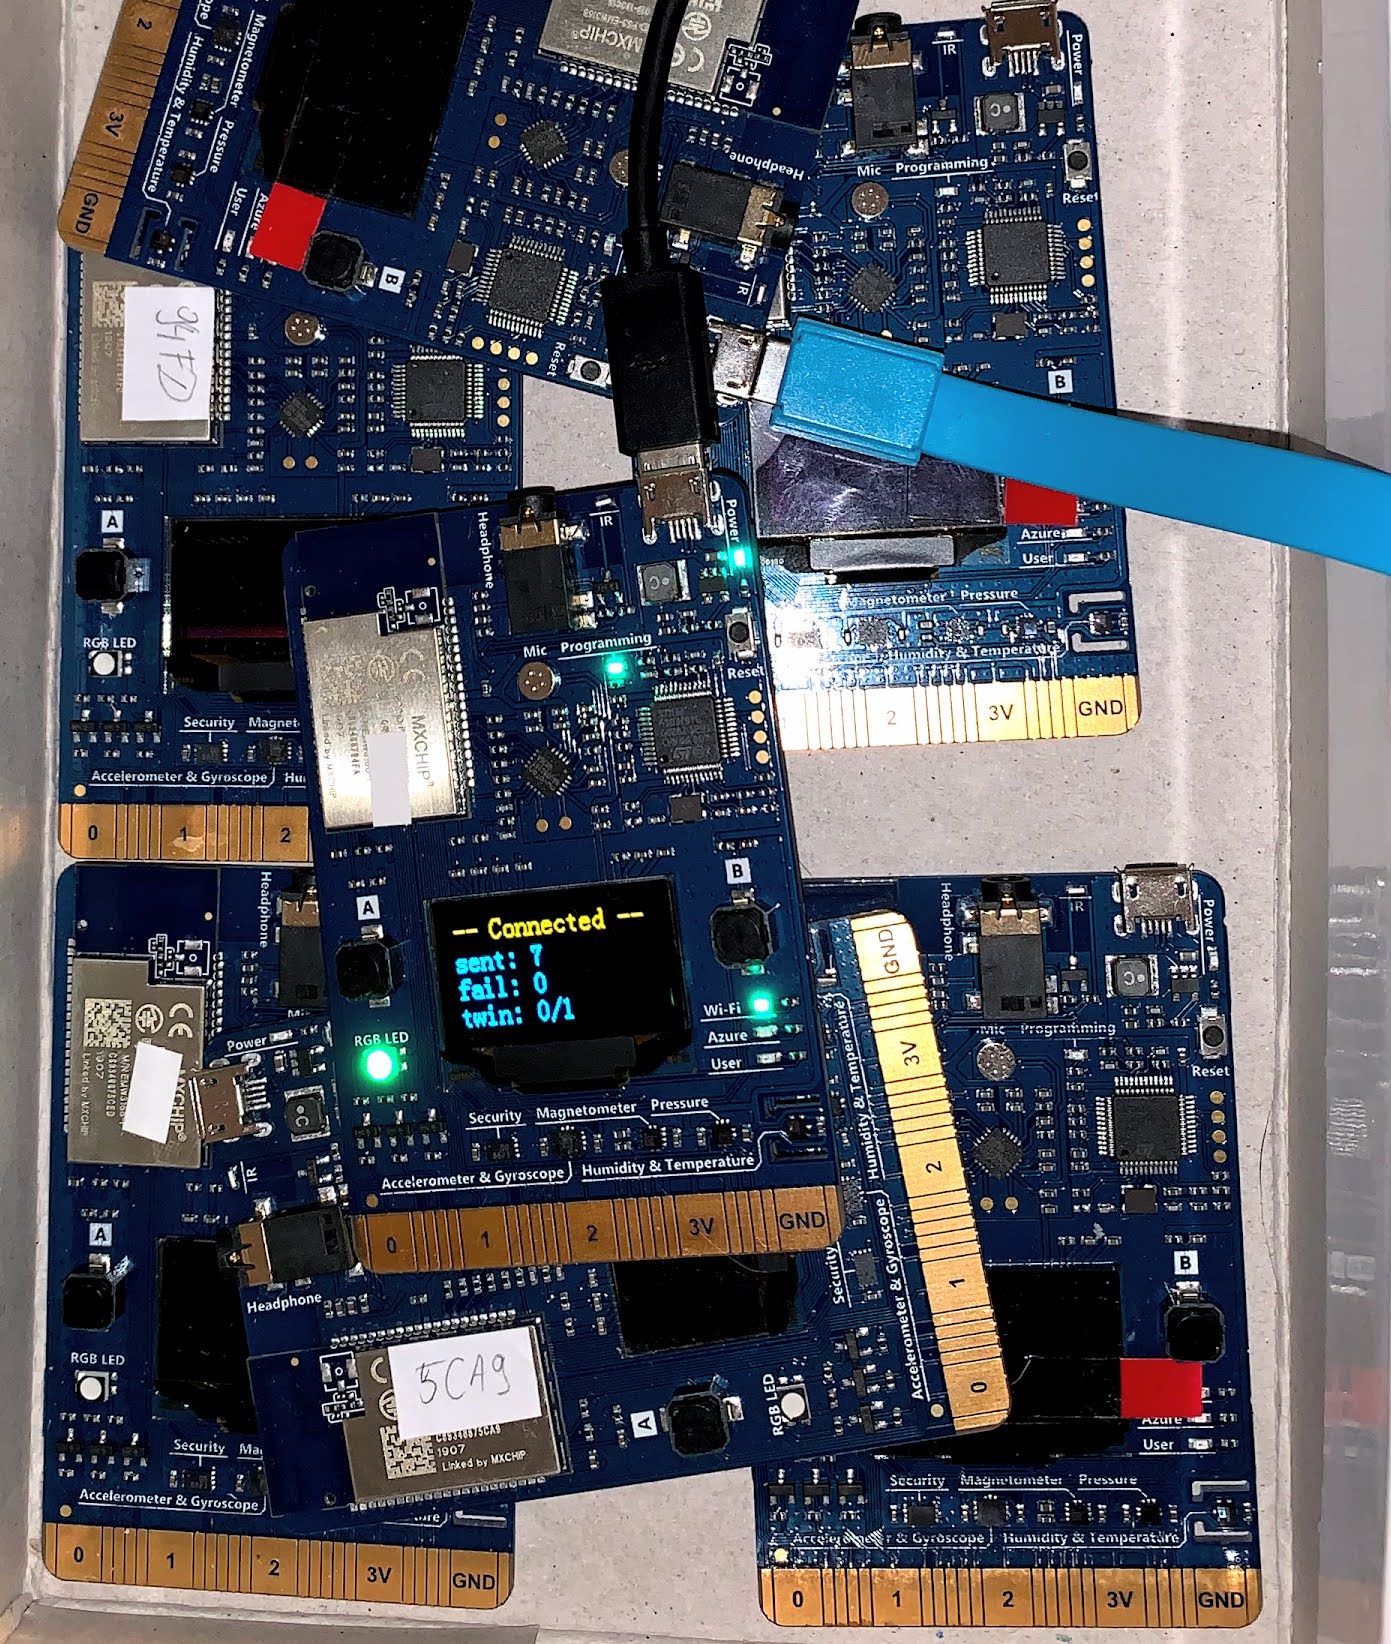 2
3V
GND
Humidity & Temperature
Magnetometer
Pressure
User
Azure
B
MXCHIP®
Headphone
IR
Reset
IR
Power
Mic
Programming
Reset
B
Azure
User
Magnetometer
Pressure
Humidity & Temperature
2
3V
GND
94FD
A
RGB LED
Security
Magnet
Accelerometer & Gyroscope
Hu
0
1
2
Headphone
IR
Power
Mic
Programming
Reset
MXCHIP®
A
B
-- Connected --
sent: 7
fail: 0
twin: 0/1
RGB LED
Wi-Fi
Azure
User
Security
Magnetometer
Pressure
Accelerometer & Gyroscope
Humidity & Temperature
0
1
2
3V
GND
Headphone
MXCHIP®
1907
Linked by MXCHIP
A
RGB LED
Security
Ma
Accelerometer & Gyroscope
0
1
2
3V
GND
Power
IR
Headphone
5CA9
C89346875CA9
1907
Linked by MXCHIP
A
RGB LED
Security
Accelerometer & Gyroscope
Humidity & Temperature
GND
3V
2
1
0
Headphone
IR
Power
Mic
Programming
Reset
B
Azure
User
Security
Magnetometer
Pressure
Accelerometer & Gyroscope
Humidity & Temperature
0
1
2
3V
GND